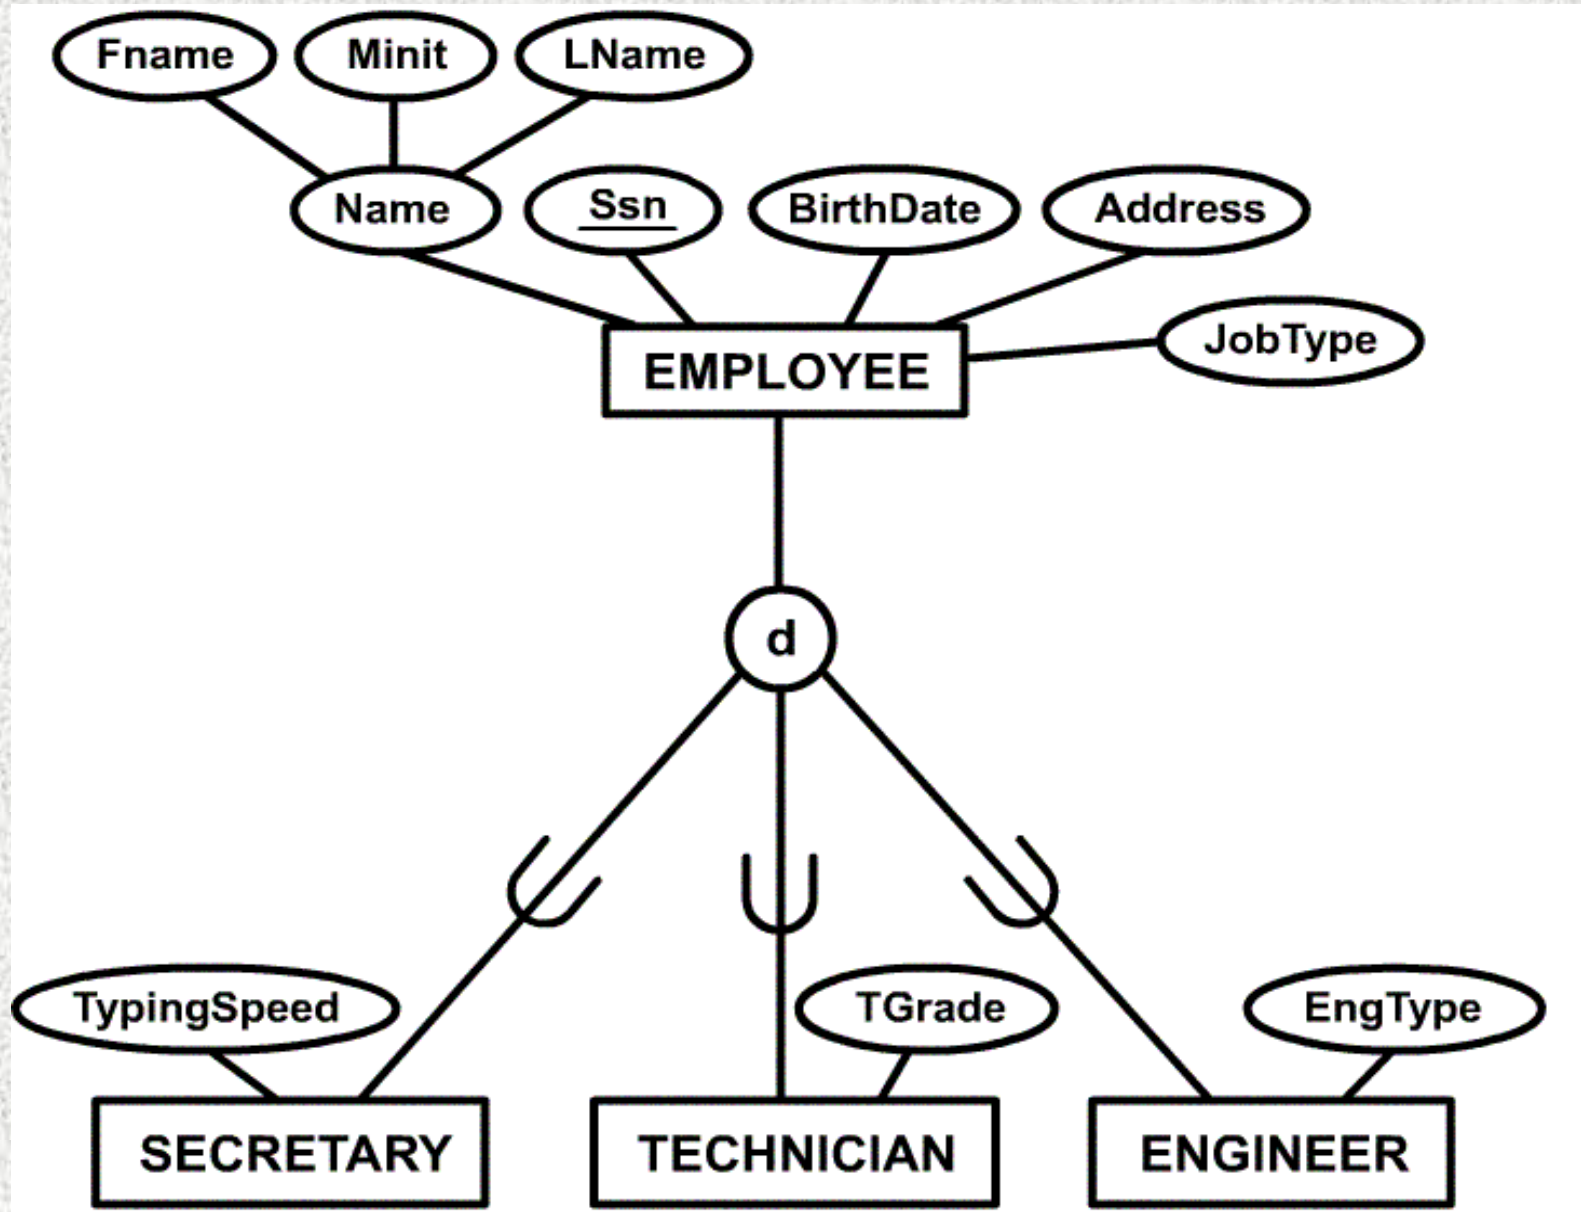 Fname Minit LName
Name Ssn BirthDate Address
JobType
EMPLOYEE
d
TypingSpeed TGrade EngType
SECRETARY TECHNICIAN ENGINEER